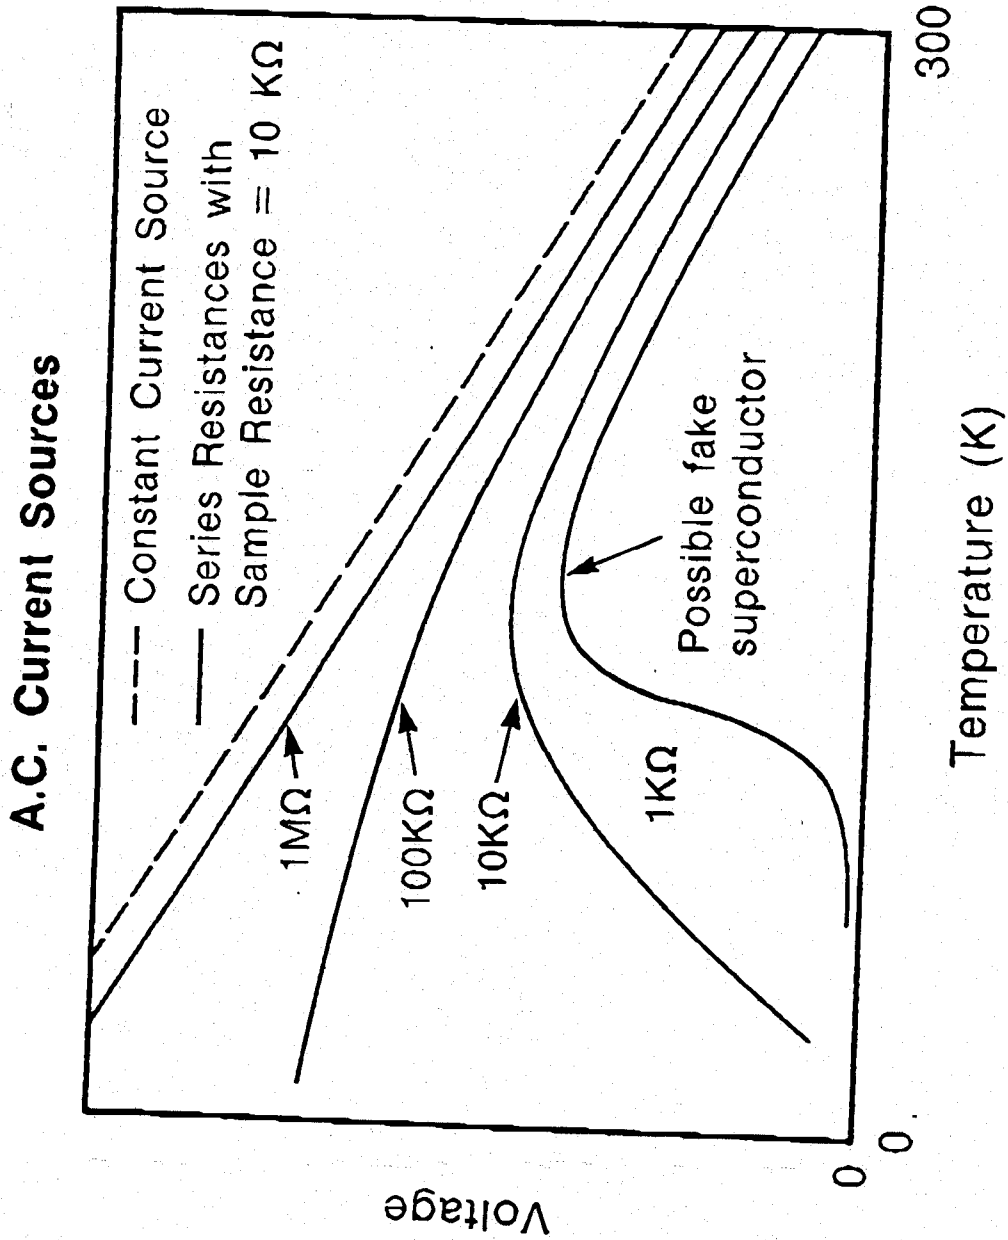 A.C. Current Sources
Constant Current Source
Series Resistances with
Sample Resistance = 10 KΩ
1MΩ
100KΩ
10KΩ
1KΩ
Possible fake
superconductor
Voltage
0
0
300
Temperature (K)